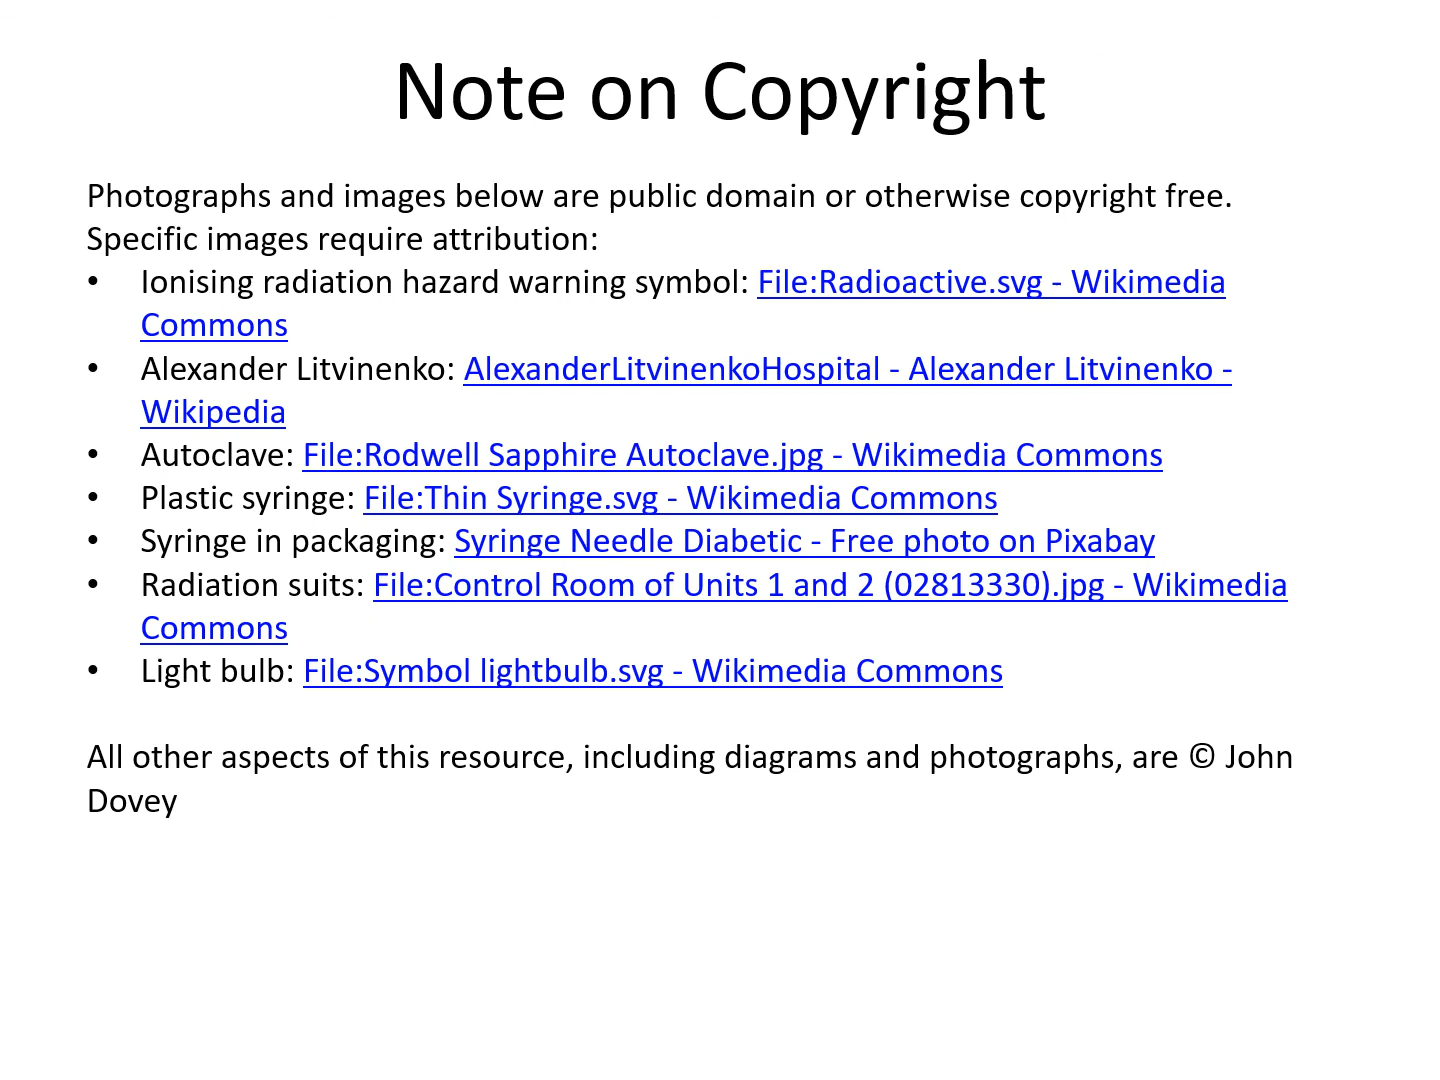 Note on Copyright
Photographs and images below are public domain or otherwise copyright free.
Specific images require attribution:
• Ionising radiation hazard warning symbol: File:Radioactive.svg - Wikimedia
Commons
• Alexander Litvinenko: AlexanderLitvinenkoHospital - Alexander Litvinenko -
Wikipedia
• Autoclave: File:Rodwell Sapphire Autoclave.jpg - Wikimedia Commons
• Plastic syringe: File:Thin Syringe.svg - Wikimedia Commons
• Syringe in packaging: Syringe Needle Diabetic - Free photo on Pixabay
• Radiation suits: File:Control Room of Units 1 and 2 (02813330).jpg - Wikimedia
Commons
• Light bulb: File:Symbol lightbulb.svg - Wikimedia Commons
All other aspects of this resource, including diagrams and photographs, are © John
Dovey